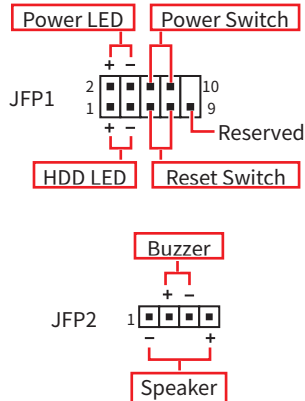 Power LED Power Switch
+ −
2 10
JFP1
1 9
+ − Reserved
HDD LED Reset Switch
Buzzer
+ −
JFP2 1
− +
Speaker